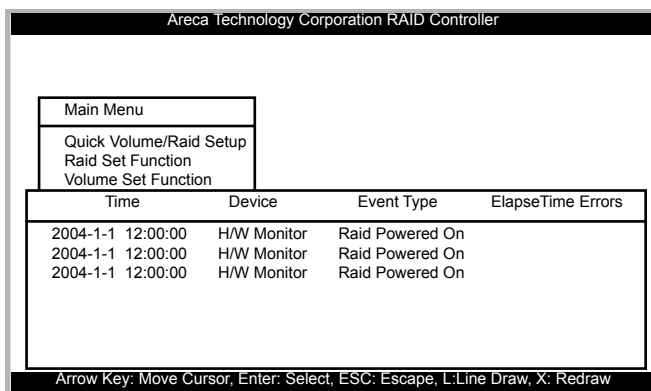 Areca Technology Corporation RAID Controller
Main Menu
Quick Volume/Raid Setup
Raid Set Function
Volume Set Function
Time Device Event Type ElapseTime Errors
2004-1-1 12:00:00 H/W Monitor Raid Powered On
2004-1-1 12:00:00 H/W Monitor Raid Powered On
2004-1-1 12:00:00 H/W Monitor Raid Powered On
Arrow Key: Move Cursor, Enter: Select, ESC: Escape, L:Line Draw, X: Redraw